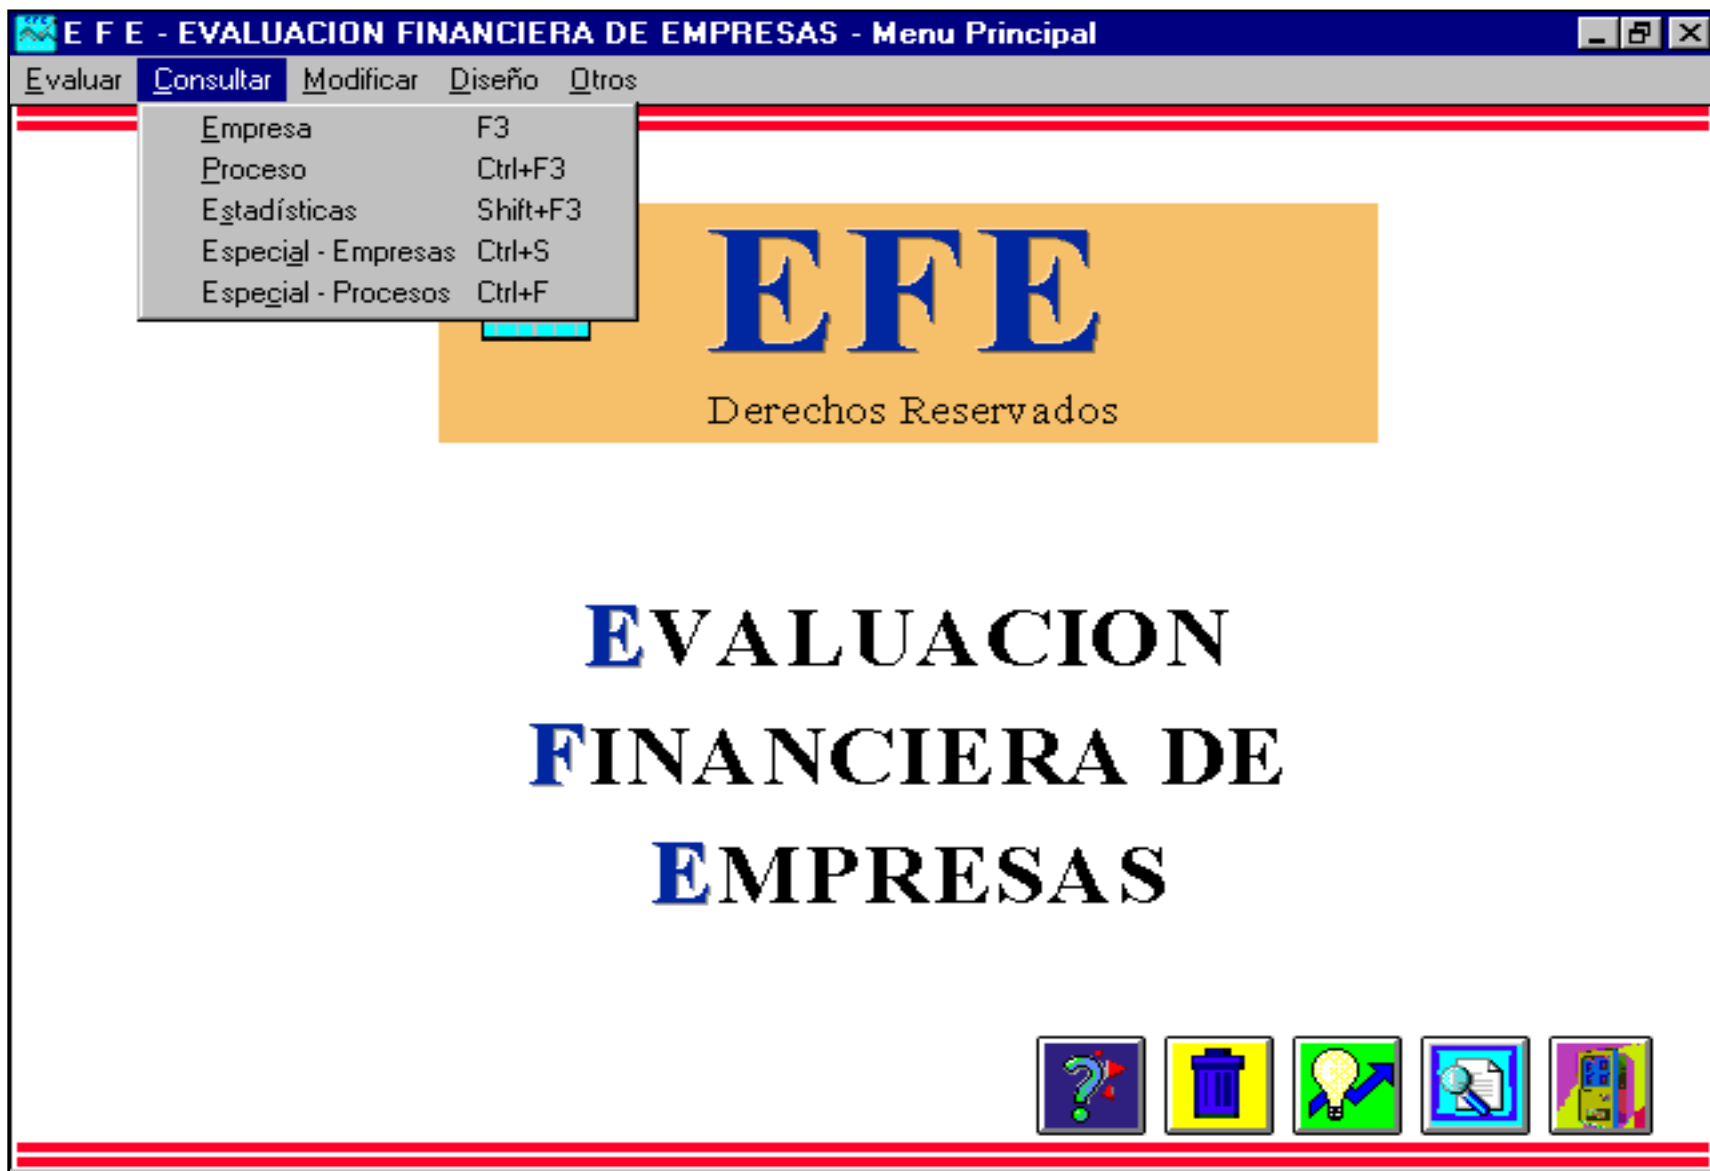 E F E - EVALUACION FINANCIERA DE EMPRESAS - Menu Principal
Evaluar Consultar Modificar Diseño Otros
Empresa F3
Proceso Ctrl+F3
Estadísticas Shift+F3
Especial - Empresas Ctrl+S
Especial - Procesos Ctrl+F
EFE
Derechos Reservados
EVALUACION
FINANCIERA DE
EMPRESAS